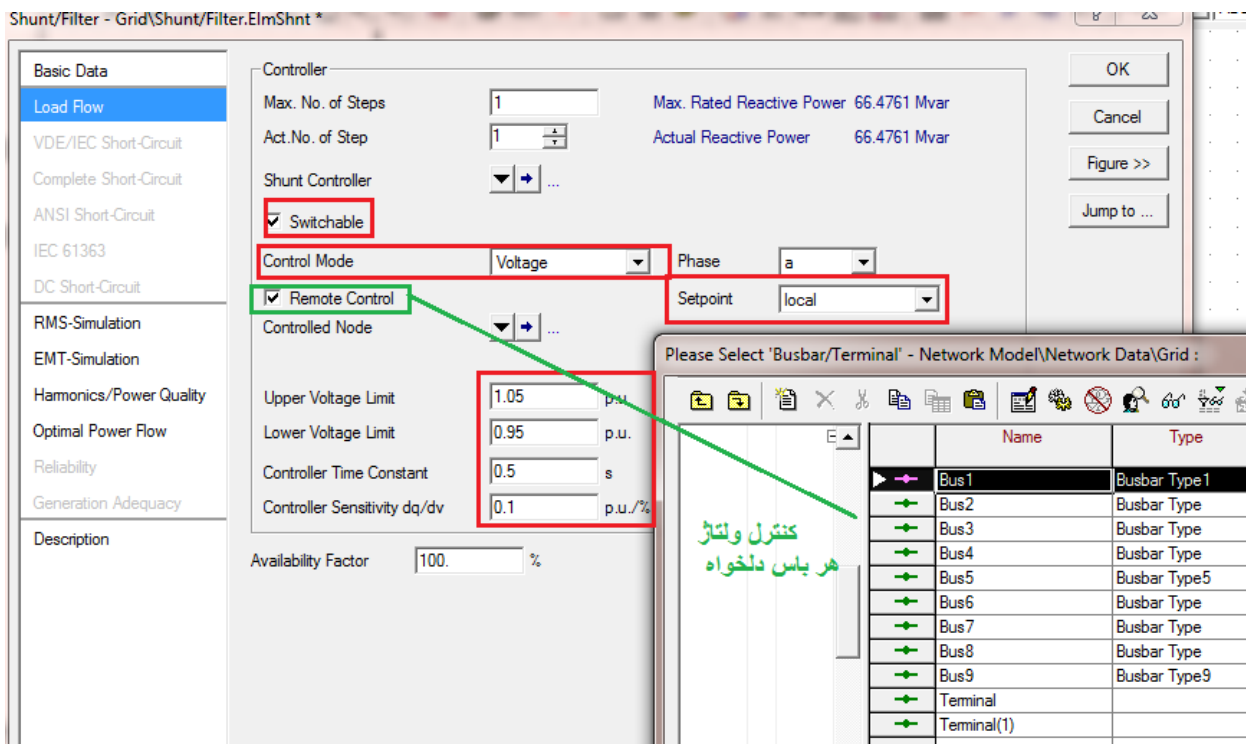 Shunt/Filter - Grid\Shunt/Filter.ElmShnt *
Basic Data
Load Flow
VDE/IEC Short-Circuit
Complete Short-Circuit
ANSI Short-Circuit
IEC 61363
DC Short-Circuit
RMS-Simulation
EMT-Simulation
Harmonics/Power Quality
Optimal Power Flow
Reliability
Generation Adequacy
Description
Controller
Max. No. of Steps 1 Max. Rated Reactive Power 66.4761 Mvar
Act.No. of Step 1 Actual Reactive Power 66.4761 Mvar
Shunt Controller ...
Switchable
Control Mode Voltage Phase a
Remote Control Setpoint local
Controlled Node ...
Upper Voltage Limit 1.05 p.u.
Lower Voltage Limit 0.95 p.u.
Controller Time Constant 0.5 s
Controller Sensitivity dq/dv 0.1 p.u./%
Availability Factor 100. %
OK
Cancel
Figure >>
Jump to ...
Please Select 'Busbar/Terminal' - Network Model\Network Data\Grid :
Name Type
Bus1 Busbar Type1
Bus2 Busbar Type
Bus3 Busbar Type
Bus4 Busbar Type
Bus5 Busbar Type5
Bus6 Busbar Type
Bus7 Busbar Type
Bus8 Busbar Type
Bus9 Busbar Type9
Terminal
Terminal(1)
کنترل ولتاژ
هر باس دلخواه